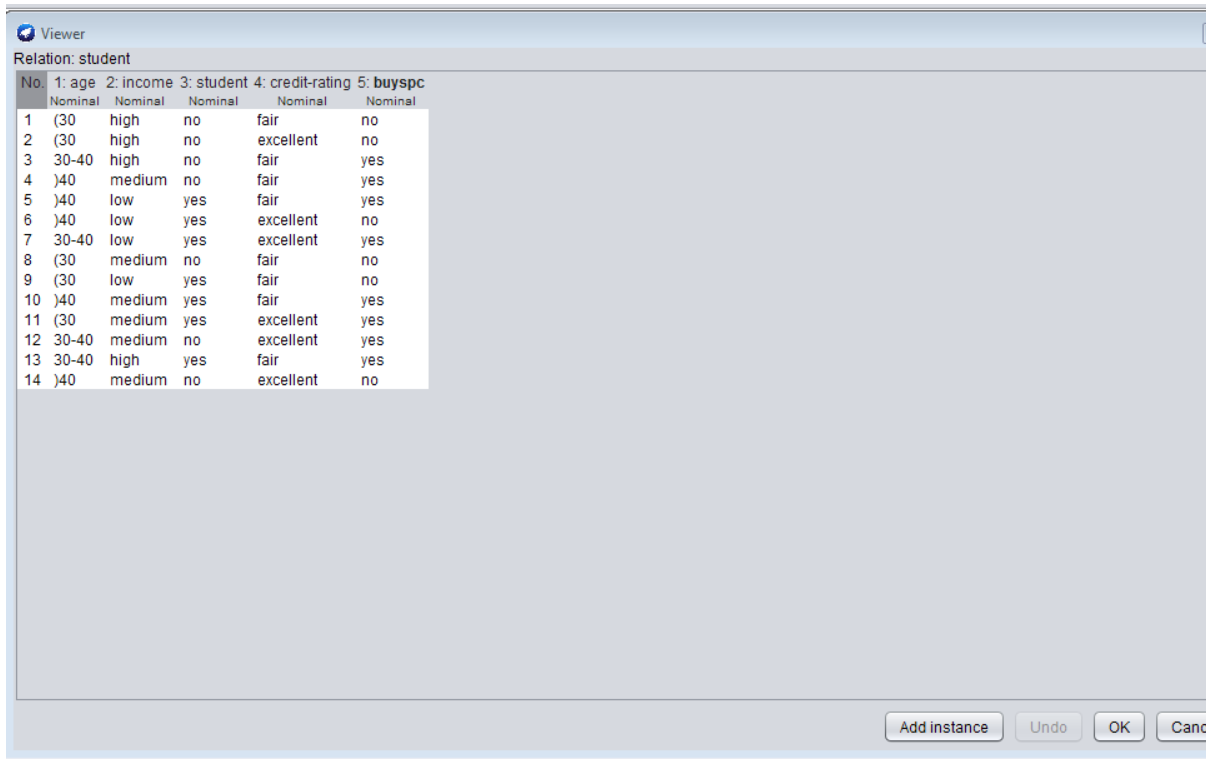 Viewer
Relation: student
No. 1: age 2: income 3: student 4: credit-rating 5: buyspc
Nominal Nominal Nominal Nominal Nominal
1 (30 high no fair no
2 (30 high no excellent no
3 30-40 high no fair yes
4 )40 medium no fair yes
5 )40 low yes fair yes
6 )40 low yes excellent no
7 30-40 low yes excellent yes
8 (30 medium no fair no
9 (30 low yes fair no
10 )40 medium yes fair yes
11 (30 medium yes excellent yes
12 30-40 medium no excellent yes
13 30-40 high yes fair yes
14 )40 medium no excellent no
Add instance Undo OK Canc